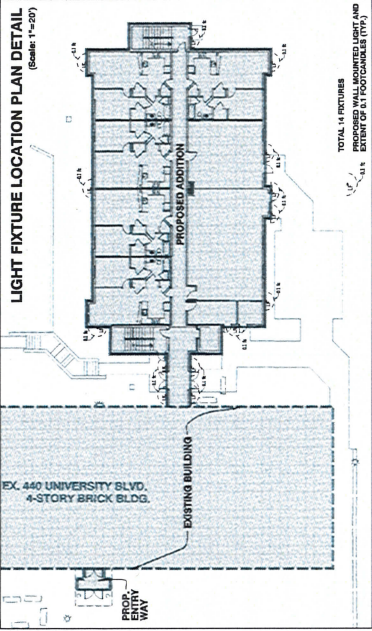 LIGHT FIXTURE LOCATION PLAN DETAIL
(Scale: 1"=20')
PROPOSED ADDITION
EX. 440 UNIVERSITY BLVD.
4-STORY BRICK BLDG.
EXISTING BUILDING
PROP.
ENTRY
WAY
TOTAL 14 FIXTURES
PROPOSED WALL MOUNTED LIGHT AND
EXTENT OF 0.1 FOOTCANDLES (TYP.)